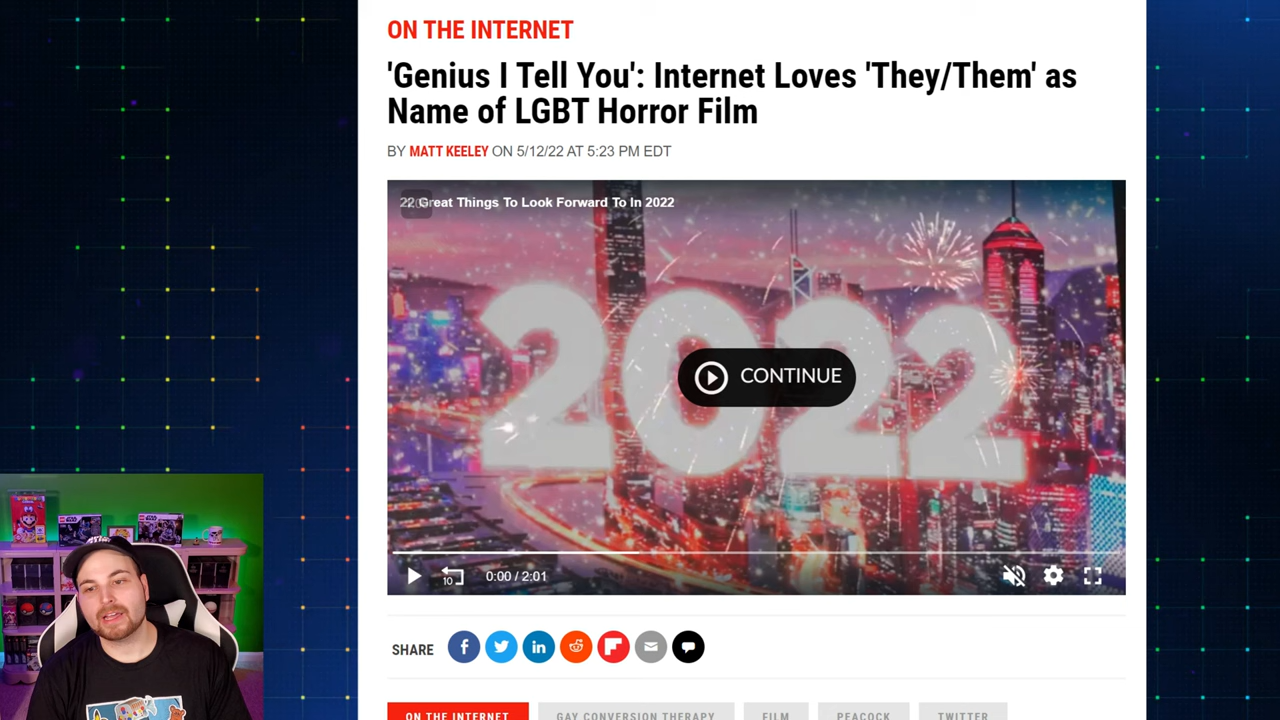 ON THE INTERNET
'Genius I Tell You': Internet Loves 'They/Them' as
Name of LGBT Horror Film
BY MATT KEELEY ON 5/12/22 AT 5:23 PM EDT
22 Great Things To Look Forward To In 2022
2022
CONTINUE
10
0:00 / 2:01
SHARE
ON THE INTERNET
GAY CONVERSION THERAPY
FILM
PEACOCK
TWITTER